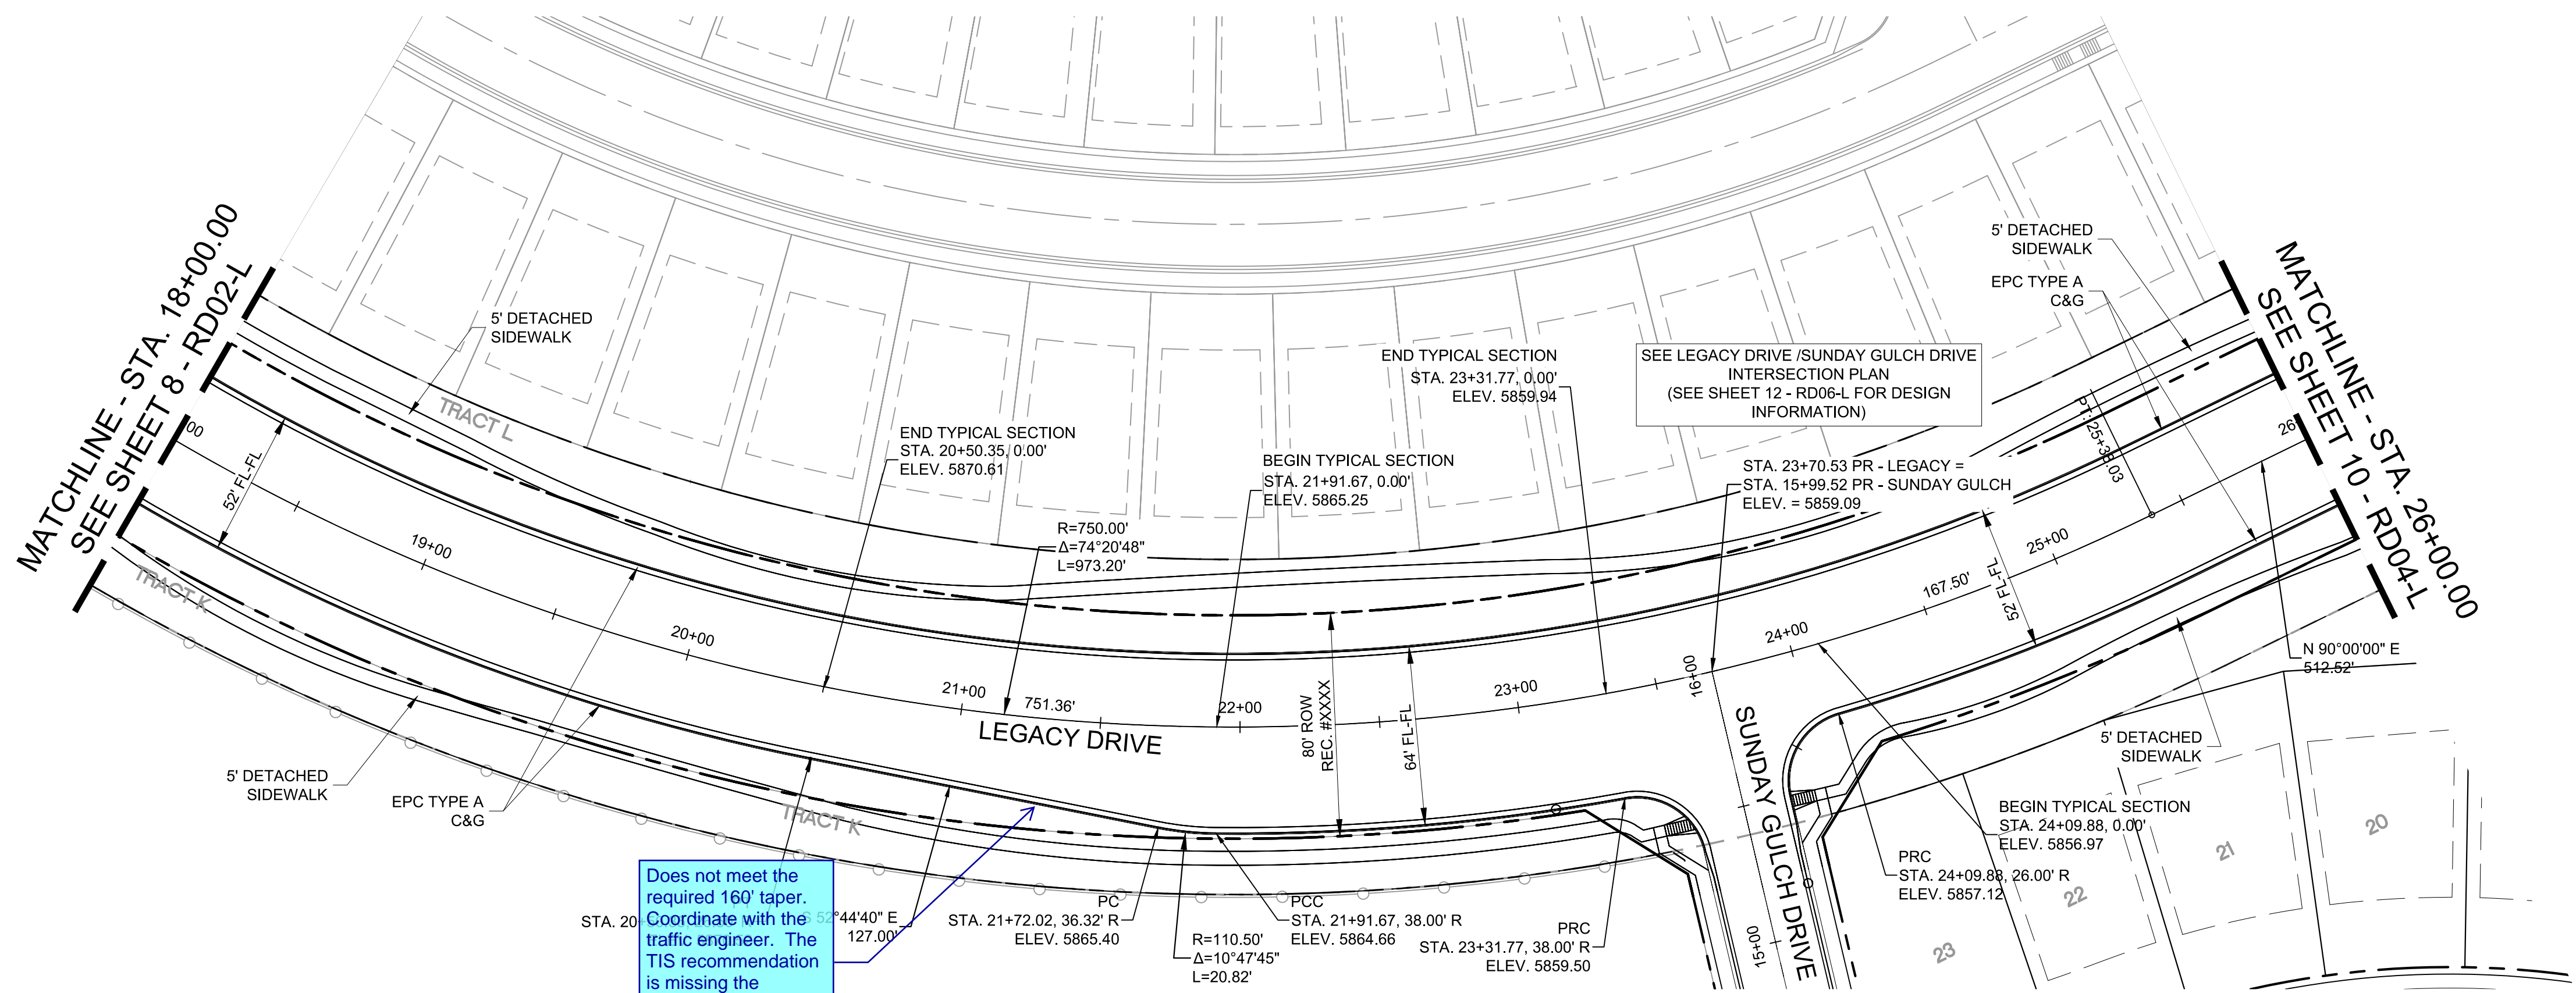 MATCHLINE - STA. 18+00.00
SEE SHEET 8 - RD02-L
5' DETACHED
SIDEWALK
TRACT L
00
52' FL-FL
19+00
TRACT K
20+00
END TYPICAL SECTION
STA. 20+50.35, 0.00'
ELEV. 5870.61
R=750.00'
Δ=74°20'48"
L=973.20'
BEGIN TYPICAL SECTION
STA. 21+91.67, 0.00'
ELEV. 5865.25
END TYPICAL SECTION
STA. 23+31.77, 0.00'
ELEV. 5859.94
SEE LEGACY DRIVE /SUNDAY GULCH DRIVE
INTERSECTION PLAN
(SEE SHEET 12 - RD06-L FOR DESIGN
INFORMATION)
STA. 23+70.53 PR - LEGACY =
STA. 15+99.52 PR - SUNDAY GULCH
ELEV. = 5859.09
5' DETACHED
SIDEWALK
EPC TYPE A
C&G
MATCHLINE - STA. 26+00.00
SEE SHEET 10 - RD04-L
26
25+00
167.50'
52' FL-FL
24+00
N 90°00'00" E
512.52'
21+00
751.36'
22+00
23+00
16+00
LEGACY DRIVE
80' ROW
REC. #XXXX
64' FL-FL
SUNDAY GULCH DRIVE
15+00
5' DETACHED
SIDEWALK
EPC TYPE A
C&G
TRACT K
Does not meet the
required 160' taper.
Coordinate with the
traffic engineer. The
TIS recommendation
is missing the
STA. 20+
52°44'40" E
127.00'
PC
STA. 21+72.02, 36.32' R
ELEV. 5865.40
R=110.50'
Δ=10°47'45"
L=20.82'
PCC
STA. 21+91.67, 38.00' R
ELEV. 5864.66
PRC
STA. 23+31.77, 38.00' R
ELEV. 5859.50
5' DETACHED
SIDEWALK
BEGIN TYPICAL SECTION
STA. 24+09.88, 0.00'
ELEV. 5856.97
PRC
STA. 24+09.88, 26.00' R
ELEV. 5857.12
20
21
22
23